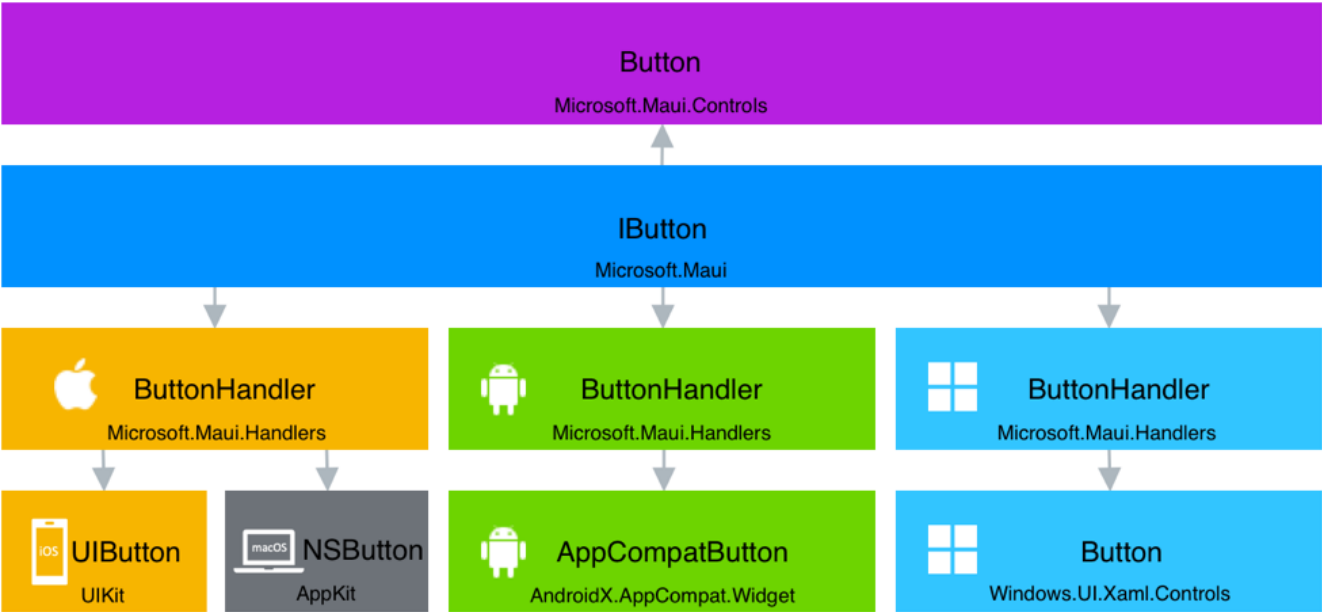 Button
Microsoft.Maui.Controls
IButton
Microsoft.Maui
ButtonHandler
Microsoft.Maui.Handlers
ButtonHandler
Microsoft.Maui.Handlers
ButtonHandler
Microsoft.Maui.Handlers
iOS
UIButton
UIKit
macOS
NSButton
AppKit
AppCompatButton
AndroidX.AppCompat.Widget
Button
Windows.UI.Xaml.Controls